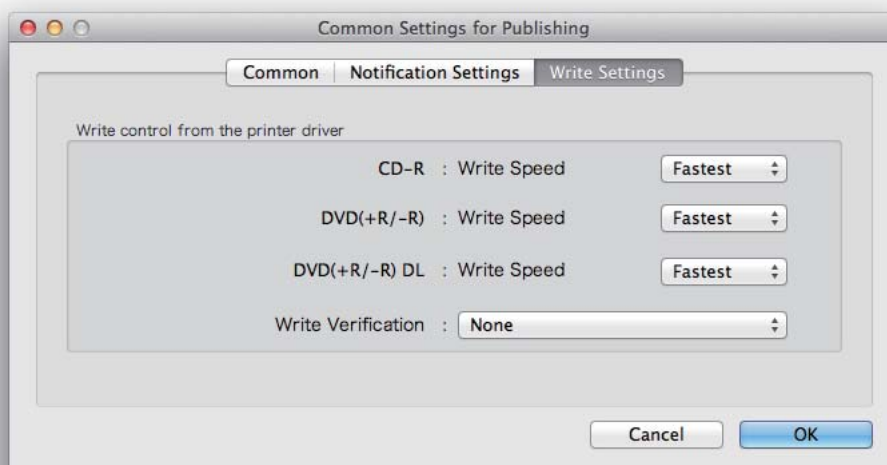 Common Settings for Publishing
Common Notification Settings Write Settings
Write control from the printer driver
CD-R : Write Speed Fastest
DVD(+R/-R) : Write Speed Fastest
DVD(+R/-R) DL : Write Speed Fastest
Write Verification : None
Cancel OK